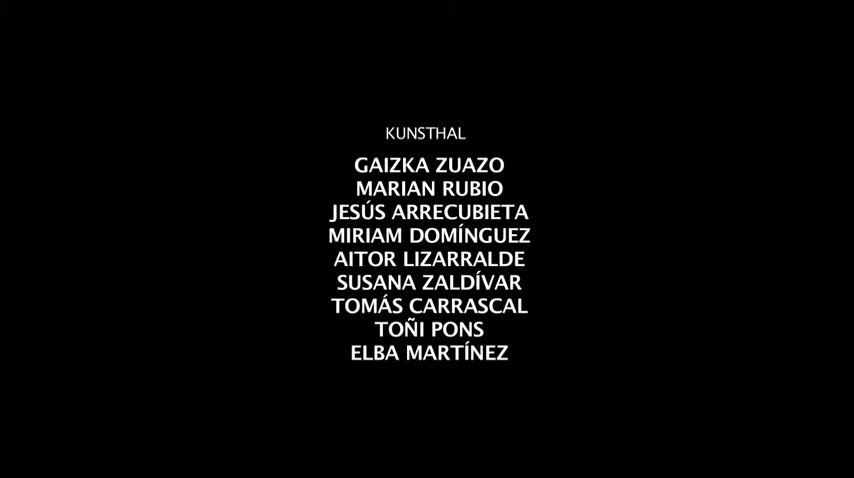 KUNSTHAL
GAIZKA ZUAZO
MARIAN RUBIO
JESÚS ARRECUBIETA
MIRIAM DOMÍNGUEZ
AITOR LIZARRALDE
SUSANA ZALDÍVAR
TOMÁS CARRASCAL
TOÑI PONS
ELBA MARTÍNEZ